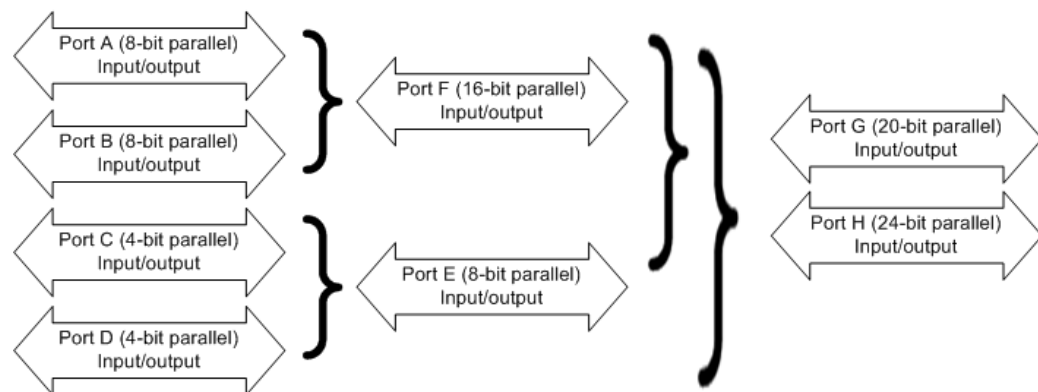 Port A (8-bit parallel)
Input/output
Port B (8-bit parallel)
Input/output
Port C (4-bit parallel)
Input/output
Port D (4-bit parallel)
Input/output
Port F (16-bit parallel)
Input/output
Port E (8-bit parallel)
Input/output
Port G (20-bit parallel)
Input/output
Port H (24-bit parallel)
Input/output